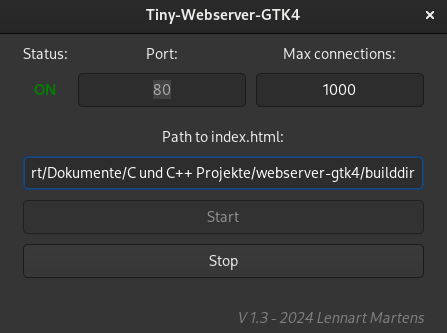 Tiny-Webserver-GTK4
Status: Port: Max connections:
ON 80 1000
Path to index.html:
rt/Dokumente/C und C++ Projekte/webserver-gtk4/builddir
Start
Stop
V 1.3 - 2024 Lennart Martens